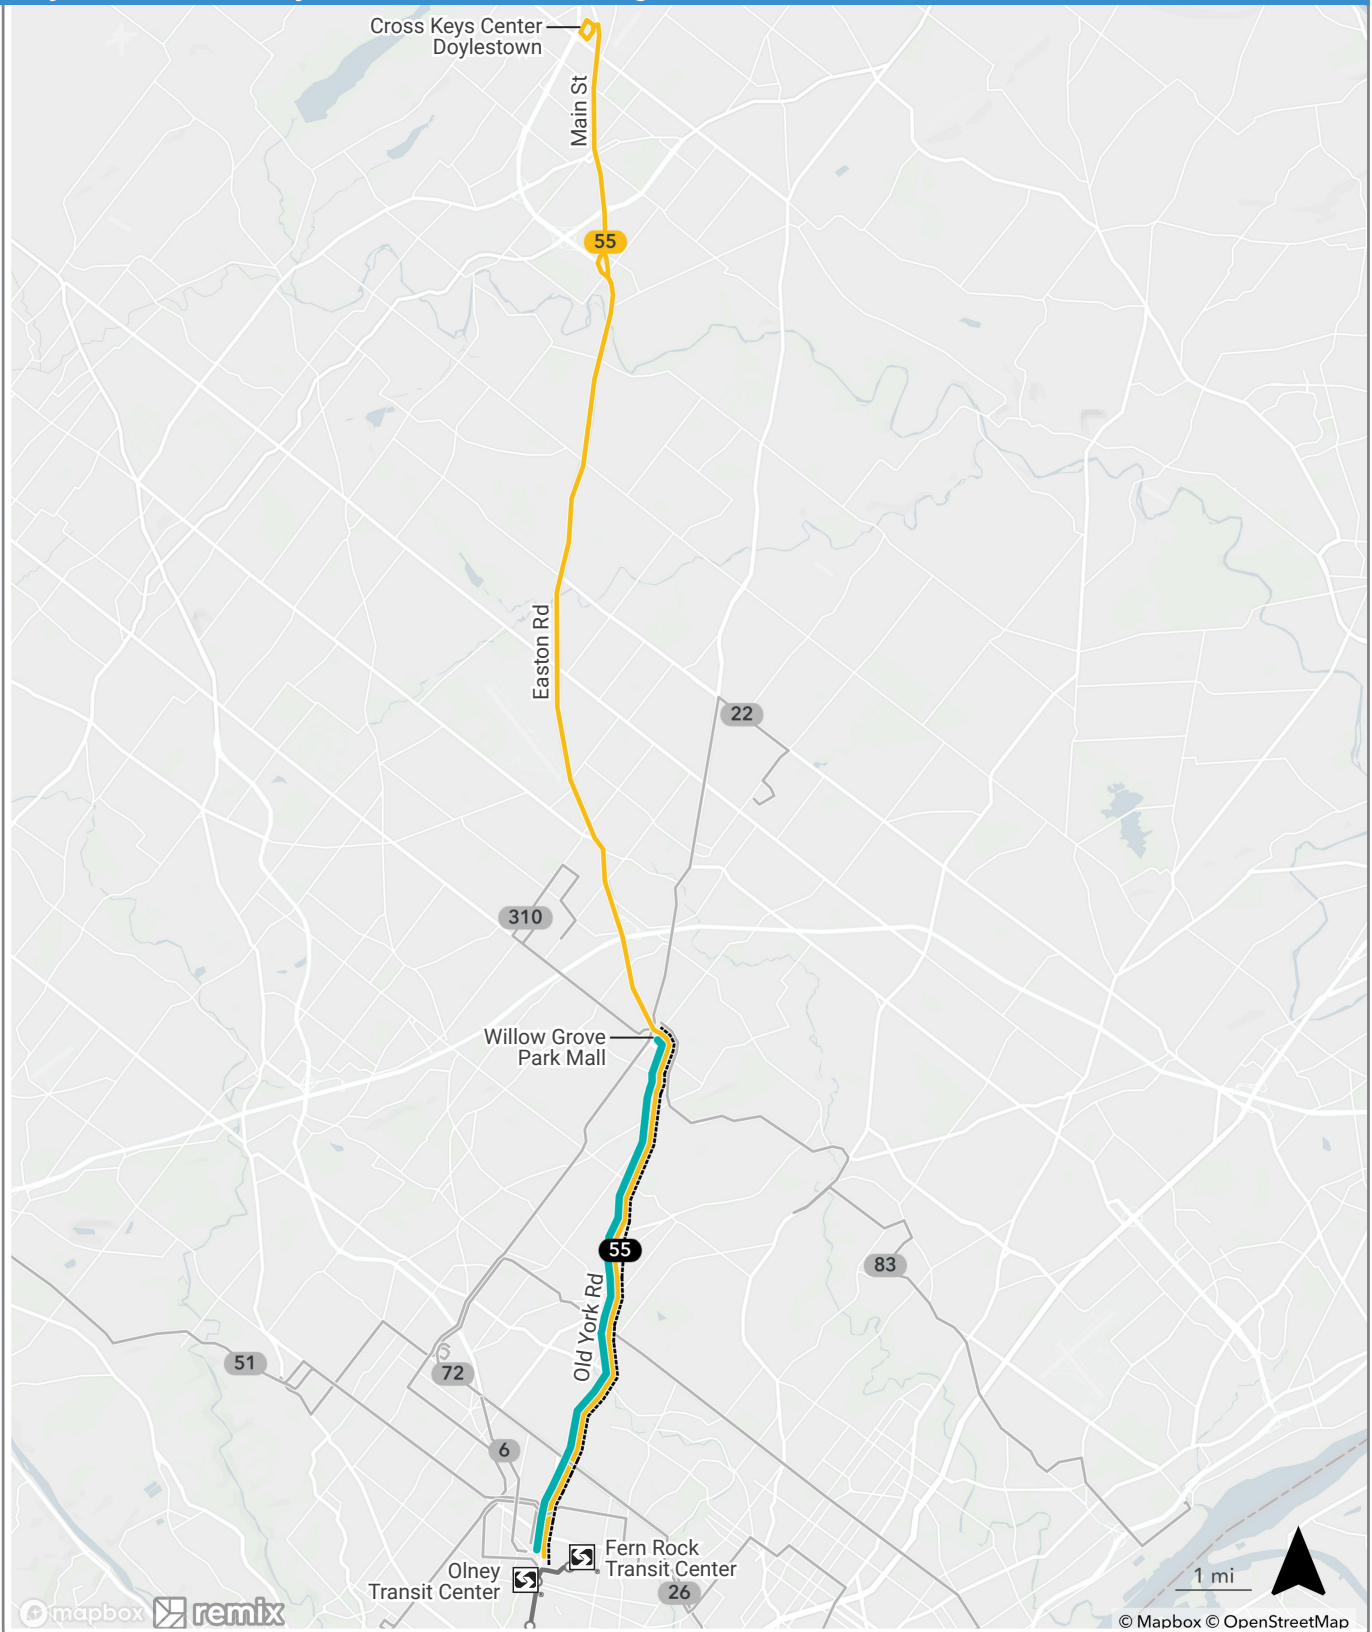 Cross Keys Center
Doylestown
Main St
55
Easton Rd
22
310
Willow Grove
Park Mall
55
Old York Rd
83
51
72
6
Fern Rock
Transit Center
Olney
Transit Center
26
1 mi
mapbox remix
© Mapbox © OpenStreetMap